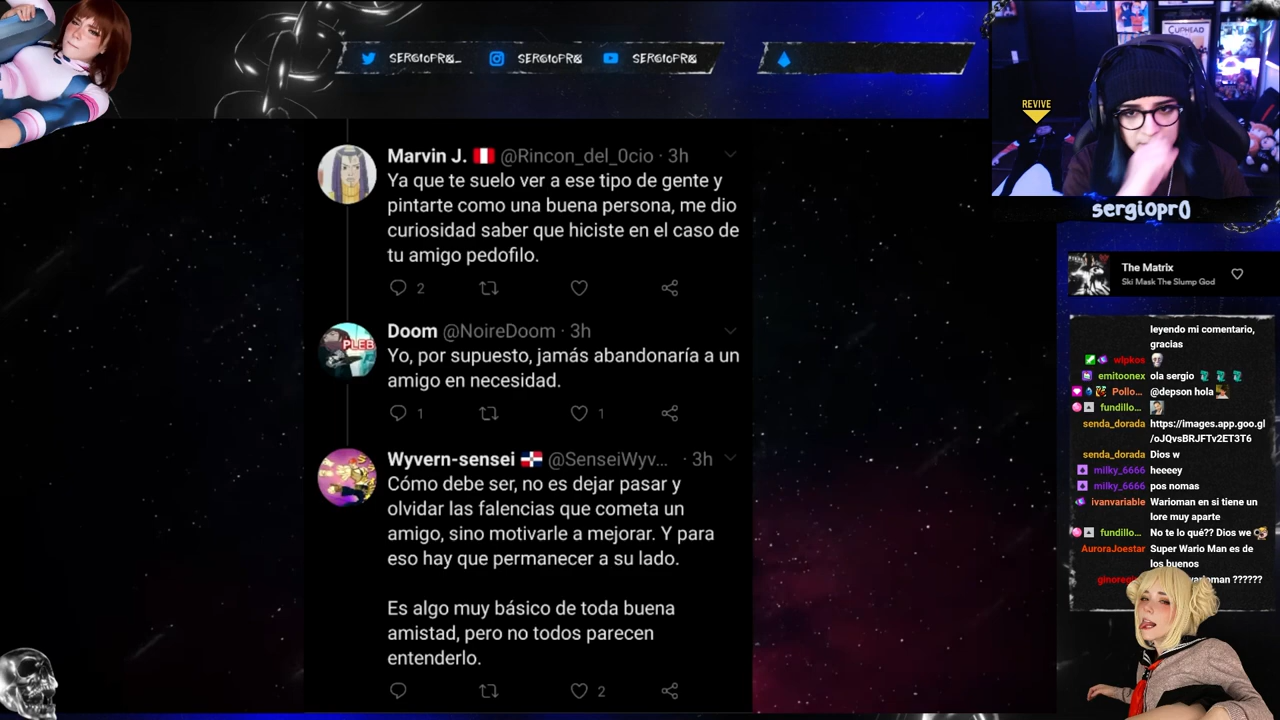 SERGIOPR0_
SERGIOPR0
SERGIOPR0
CUPHEAD
REVIVE
sergiopr0
Marvin J. @Rincon_del_0cio · 3h
Ya que te suelo ver a ese tipo de gente y
pintarte como una buena persona, me dio
curiosidad saber que hiciste en el caso de
tu amigo pedofilo.
2
Doom @NoireDoom · 3h
Yo, por supuesto, jamás abandonaría a un
amigo en necesidad.
1 1
PLEB
Wyvern-sensei @SenseiWyv... · 3h
Cómo debe ser, no es dejar pasar y
olvidar las falencias que cometa un
amigo, sino motivarle a mejorar. Y para
eso hay que permanecer a su lado.
Es algo muy básico de toda buena
amistad, pero no todos parecen
entenderlo.
2
The Matrix
Ski Mask The Slump God
leyendo mi comentario,
gracias
wlpkos
emitoonex ola sergio
Pollo... @depson hola
fundillo...
senda_dorada https://images.app.goo.gl
/oJQvsBRJFTv2ET3T6
senda_dorada Dios w
milky_6666 heeeey
milky_6666 pos nomas
ivanvariable Warioman en si tiene un
lore muy aparte
fundillo... No te lo qué?? Dios we
AuroraJoestar Super Wario Man es de
los buenos
??????